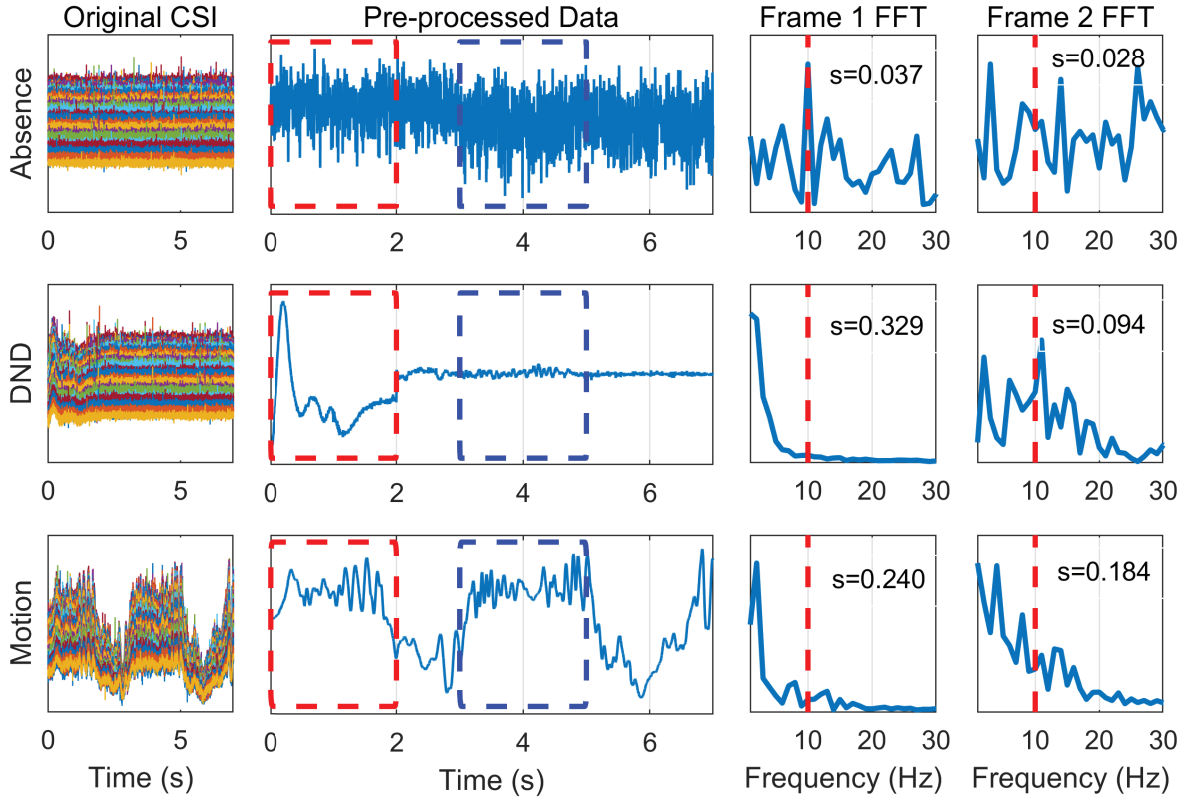 Original CSI
Pre-processed Data
Frame 1 FFT
Frame 2 FFT
Absence
s=0.037
s=0.028
0 5
0 2 4 6
10 20 30
10 20 30
DND
s=0.329
s=0.094
0 5
0 2 4 6
10 20 30
10 20 30
Motion
s=0.240
s=0.184
0 5
0 2 4 6
10 20 30
10 20 30
Time (s)
Time (s)
Frequency (Hz)
Frequency (Hz)